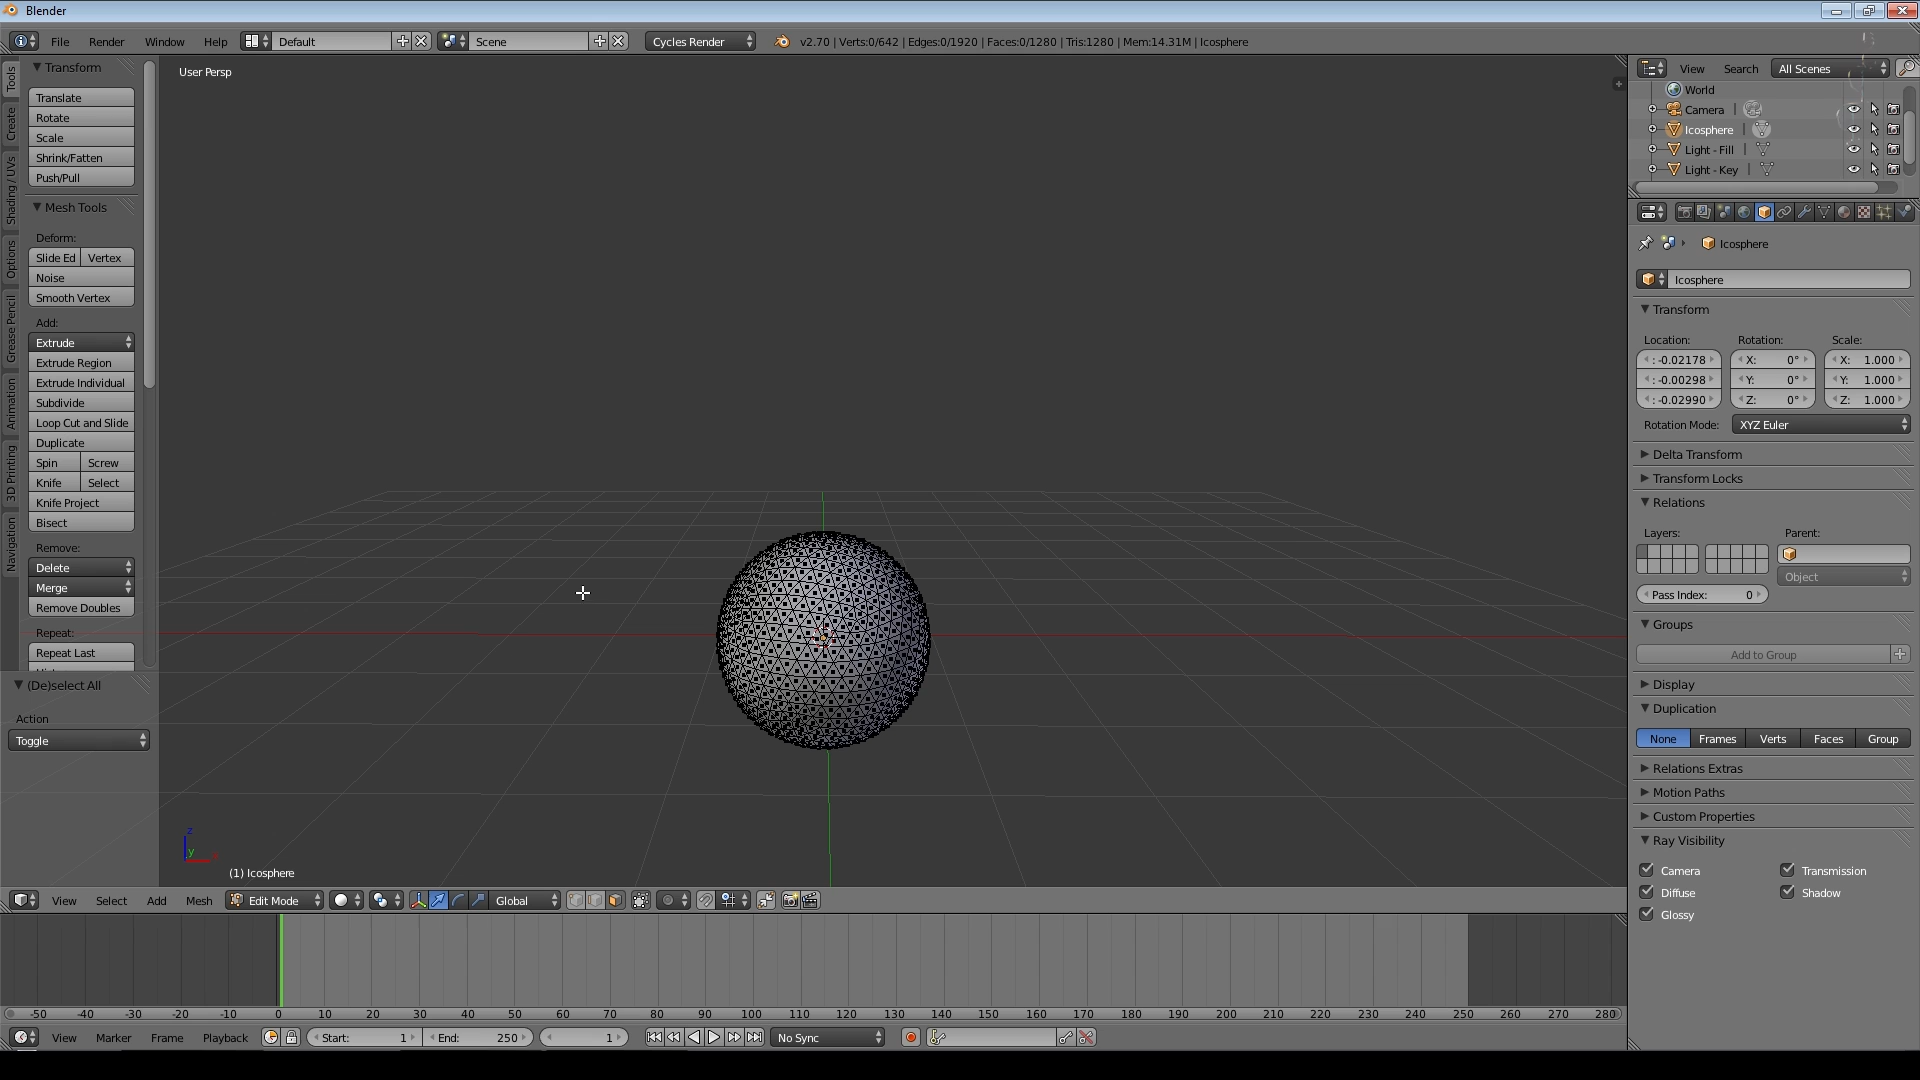 Blender
File Render Window Help Default Scene Cycles Render v2.70 | Verts:0/642 | Edges:0/1920 | Faces:0/1280 | Tris:1280 | Mem:14.31M | Icosphere
Tools
Create
Shading / UVs
Options
Grease Pencil
Animation
3D Printing
Navigation
Transform
Translate
Rotate
Scale
Shrink/Fatten
Push/Pull
Mesh Tools
Deform:
Slide Ed Vertex
Noise
Smooth Vertex
Add:
Extrude
Extrude Region
Extrude Individual
Subdivide
Loop Cut and Slide
Duplicate
Spin Screw
Knife Select
Knife Project
Bisect
Remove:
Delete
Merge
Remove Doubles
Repeat:
Repeat Last
(De)select All
Action
Toggle
User Persp
z
y
(1) Icosphere
View Select Add Mesh Edit Mode Global
-50 -40 -30 -20 -10 0 10 20 30 40 50 60 70 80 90 100 110 120 130 140 150 160 170 180 190 200 210 220 230 240 250 260 270 280
View Marker Frame Playback Start: 1 End: 250 1 No Sync
View Search All Scenes
World
Camera
Icosphere
Light - Fill
Light - Key
Icosphere
Icosphere
Transform
Location: Rotation: Scale:
: -0.02178 X: 0° X: 1.000
: -0.00298 Y: 0° Y: 1.000
: -0.02990 Z: 0° Z: 1.000
Rotation Mode: XYZ Euler
Delta Transform
Transform Locks
Relations
Layers: Parent:
Object
Pass Index: 0
Groups
Add to Group
Display
Duplication
None Frames Verts Faces Group
Relations Extras
Motion Paths
Custom Properties
Ray Visibility
Camera Transmission
Diffuse Shadow
Glossy